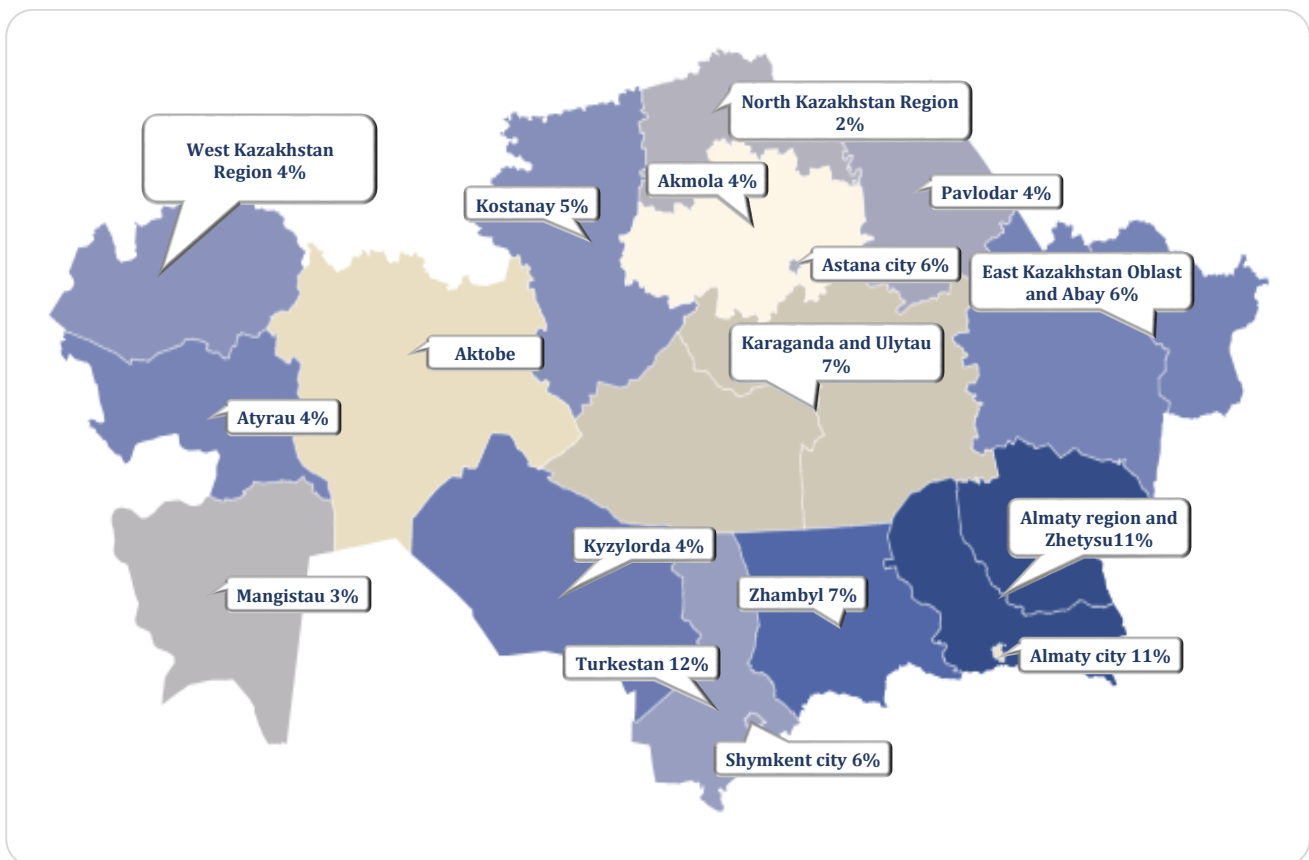 North Kazakhstan Region
2%
West Kazakhstan
Region 4%
Akmola 4%
Kostanay 5%
Pavlodar 4%
Astana city 6%
East Kazakhstan Oblast
and Abay 6%
Karaganda and Ulytau
7%
Aktobe
Atyrau 4%
Almaty region and
Zhetysu11%
Kyzylorda 4%
Mangistau 3%
Zhambyl 7%
Turkestan 12%
Almaty city 11%
Shymkent city 6%